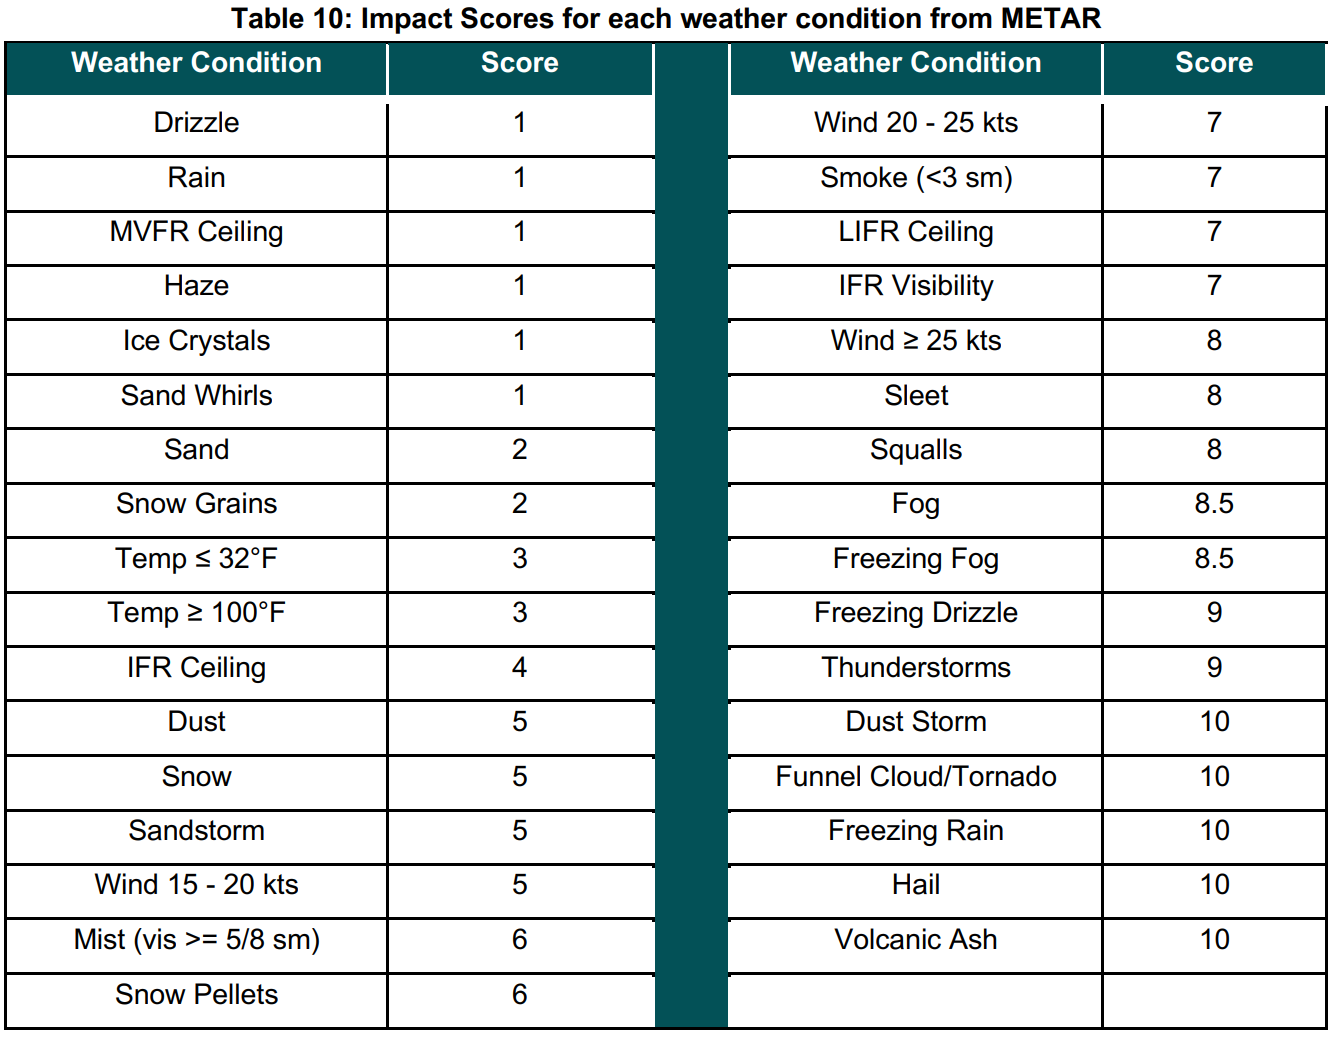 Table 10: Impact Scores for each weather condition from METAR
Weather Condition Score Weather Condition Score
Drizzle 1 Wind 20 - 25 kts 7
Rain 1 Smoke (<3 sm) 7
MVFR Ceiling 1 LIFR Ceiling 7
Haze 1 IFR Visibility 7
Ice Crystals 1 Wind ≥ 25 kts 8
Sand Whirls 1 Sleet 8
Sand 2 Squalls 8
Snow Grains 2 Fog 8.5
Temp ≤ 32°F 3 Freezing Fog 8.5
Temp ≥ 100°F 3 Freezing Drizzle 9
IFR Ceiling 4 Thunderstorms 9
Dust 5 Dust Storm 10
Snow 5 Funnel Cloud/Tornado 10
Sandstorm 5 Freezing Rain 10
Wind 15 - 20 kts 5 Hail 10
Mist (vis >= 5/8 sm) 6 Volcanic Ash 10
Snow Pellets 6